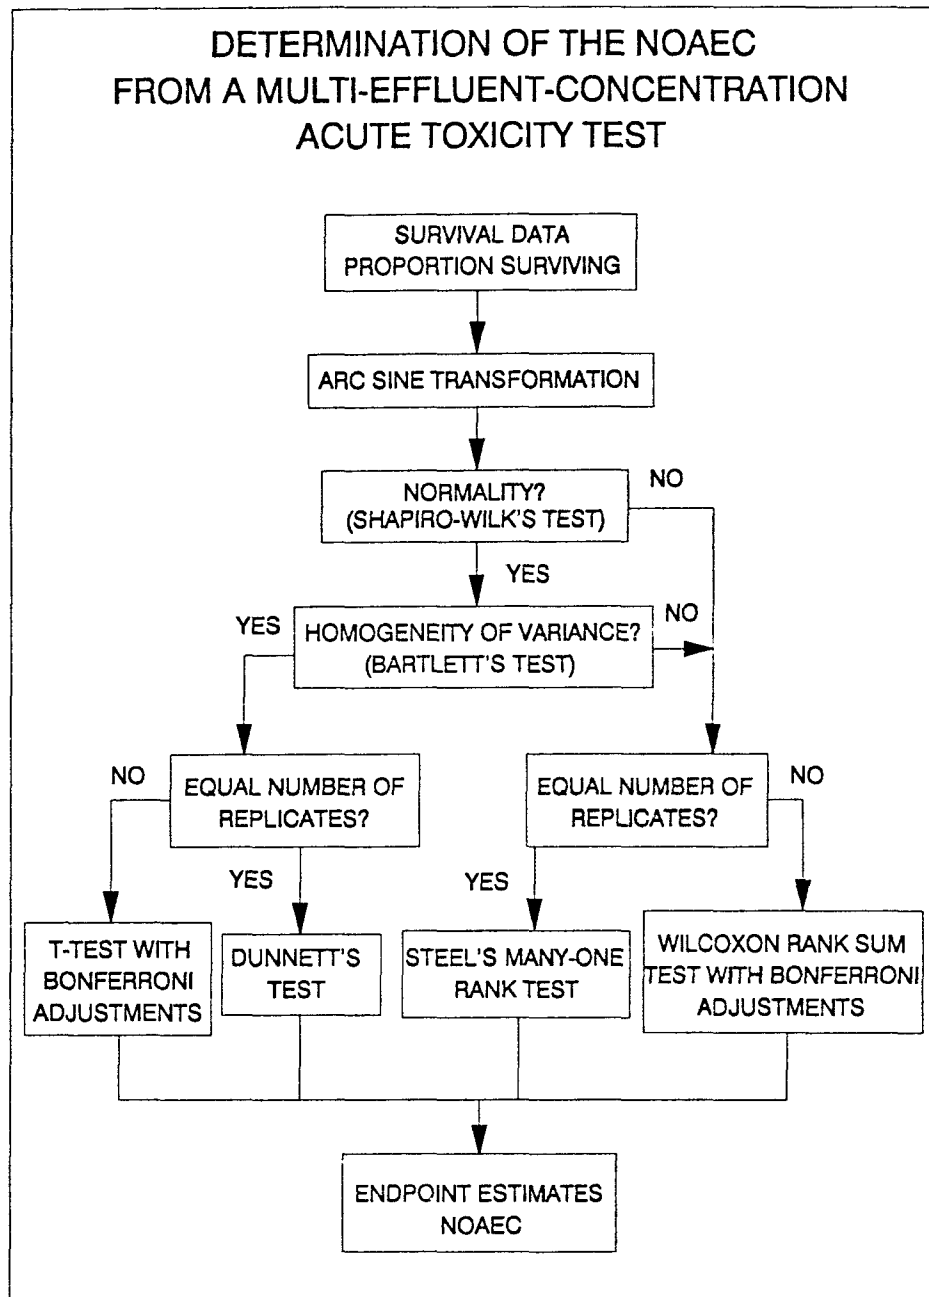 DETERMINATION OF THE NOAEC
FROM A MULTI-EFFLUENT-CONCENTRATION
ACUTE TOXICITY TEST
SURVIVAL DATA
PROPORTION SURVIVING
ARC SINE TRANSFORMATION
NORMALITY?
(SHAPIRO-WILK'S TEST)
NO
YES
YES
HOMOGENEITY OF VARIANCE?
(BARTLETT'S TEST)
NO
NO
EQUAL NUMBER OF
REPLICATES?
EQUAL NUMBER OF
REPLICATES?
NO
YES
YES
T-TEST WITH
BONFERRONI
ADJUSTMENTS
DUNNETT'S
TEST
STEEL'S MANY-ONE
RANK TEST
WILCOXON RANK SUM
TEST WITH BONFERRONI
ADJUSTMENTS
ENDPOINT ESTIMATES
NOAEC